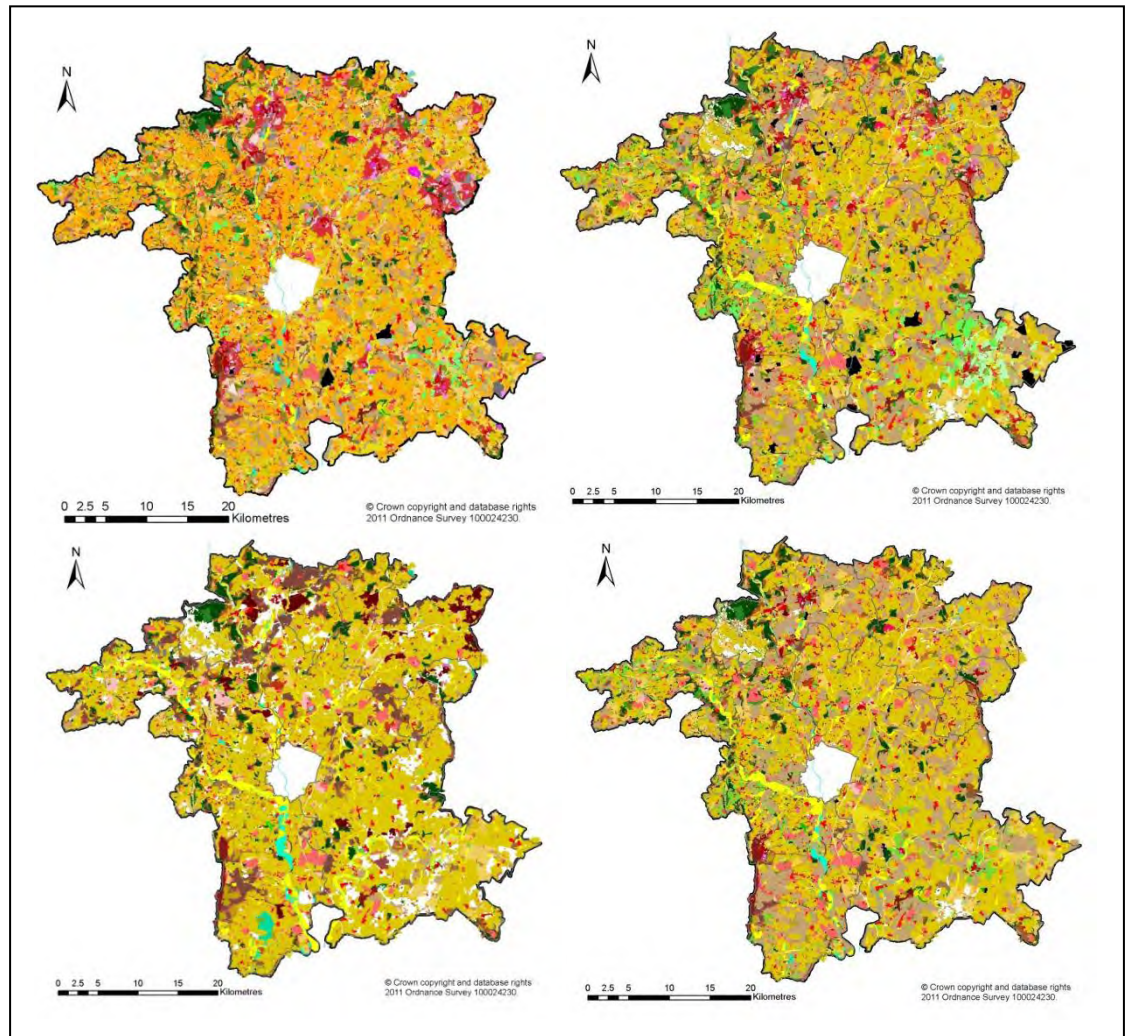 N
0 2.5 5 10 15 20
Kilometres
© Crown copyright and database rights
2011 Ordnance Survey 100024230.
N
0 2.5 5 10 15 20
Kilometres
© Crown copyright and database rights
2011 Ordnance Survey 100024230.
N
0 2.5 5 10 15 20
Kilometres
© Crown copyright and database rights
2011 Ordnance Survey 100024230.
N
0 2.5 5 10 15 20
Kilometres
© Crown copyright and database rights
2011 Ordnance Survey 100024230.